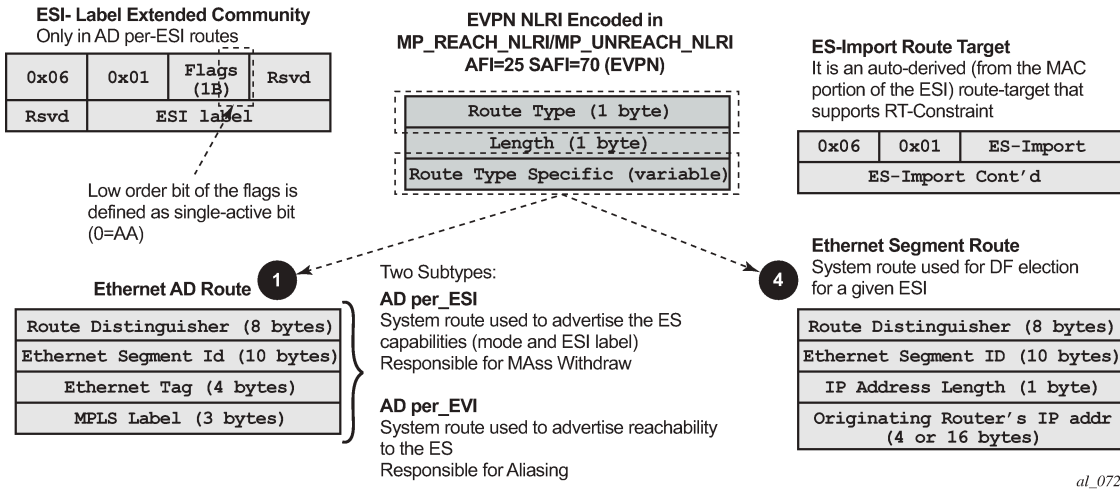 ESI- Label Extended Community
Only in AD per-ESI routes
0x06 0x01 Flags (1B) Rsvd
Rsvd ESI label
Low order bit of the flags is
defined as single-active bit
(0=AA)
EVPN NLRI Encoded in
MP_REACH_NLRI/MP_UNREACH_NLRI
AFI=25 SAFI=70 (EVPN)
Route Type (1 byte)
Length (1 byte)
Route Type Specific (variable)
ES-Import Route Target
It is an auto-derived (from the MAC
portion of the ESI) route-target that
supports RT-Constraint
0x06 0x01 ES-Import
ES-Import Cont'd
Ethernet AD Route 1
Route Distinguisher (8 bytes)
Ethernet Segment Id (10 bytes)
Ethernet Tag (4 bytes)
MPLS Label (3 bytes)
Two Subtypes:
AD per_ESI
System route used to advertise the ES
capabilities (mode and ESI label)
Responsible for MAss Withdraw
AD per_EVI
System route used to advertise reachability
to the ES
Responsible for Aliasing
4
Ethernet Segment Route
System route used for DF election
for a given ESI
Route Distinguisher (8 bytes)
Ethernet Segment ID (10 bytes)
IP Address Length (1 byte)
Originating Router's IP addr
(4 or 16 bytes)
al_072